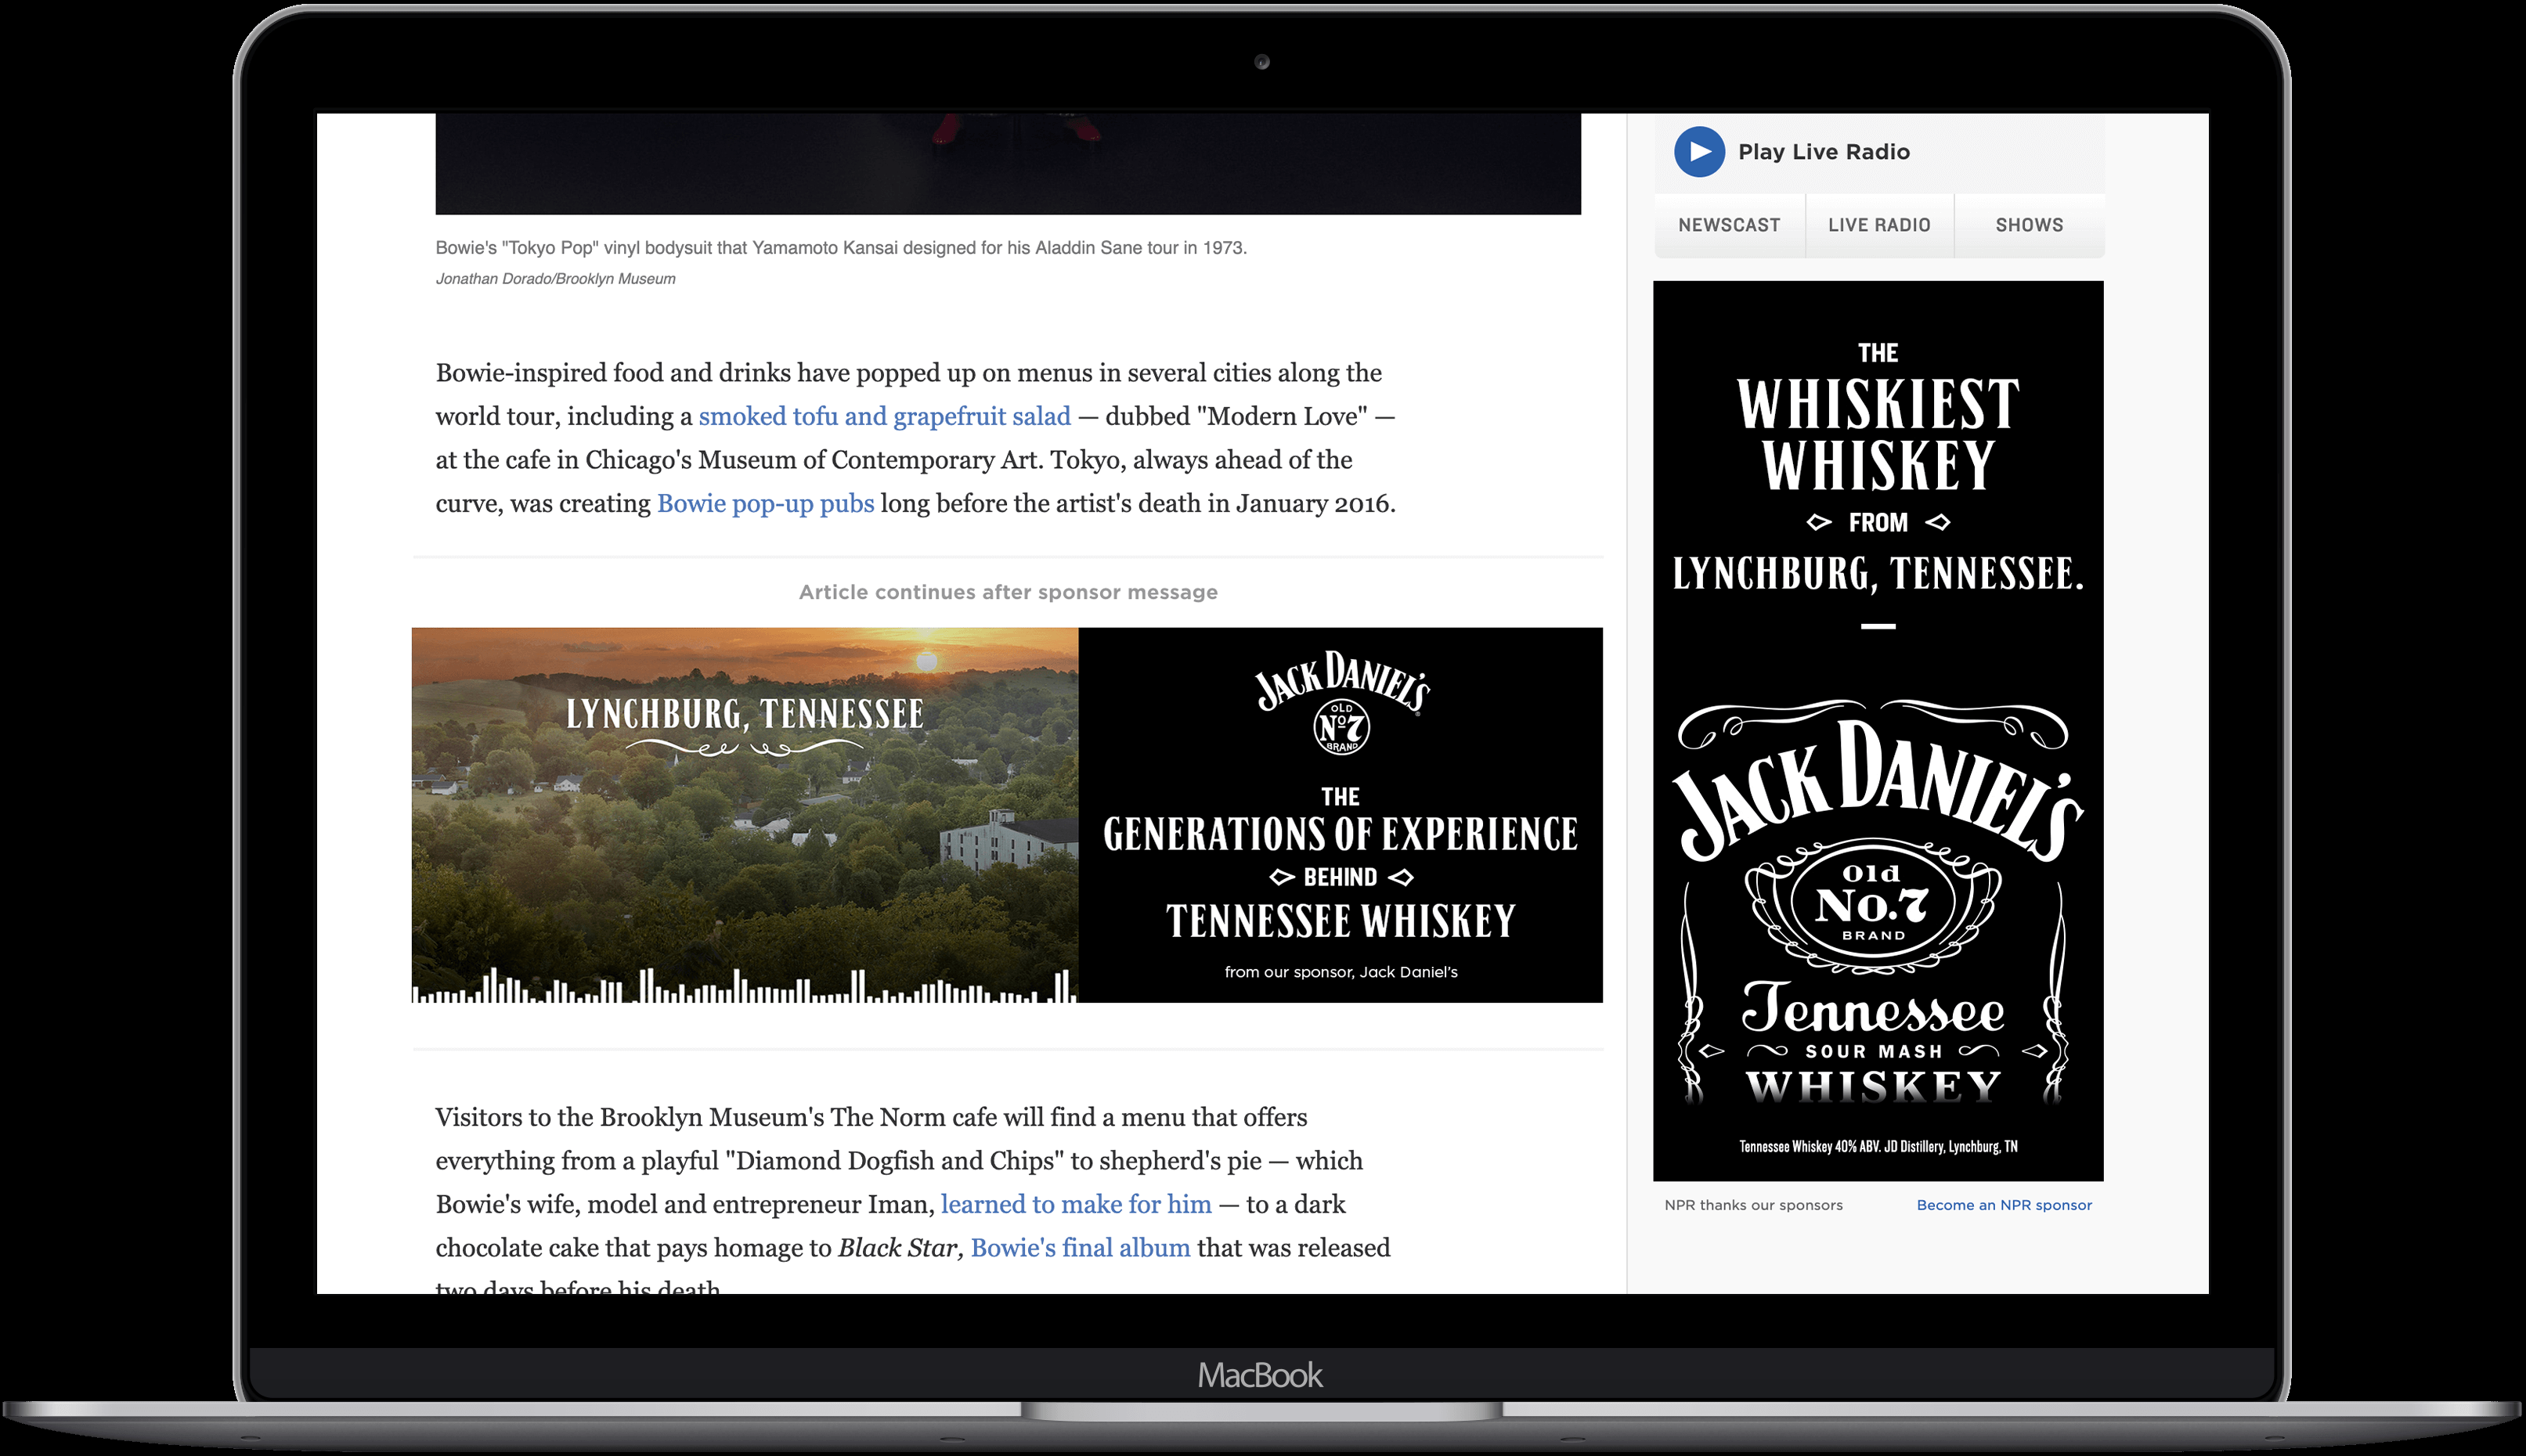 Bowie's "Tokyo Pop" vinyl bodysuit that Yamamoto Kansai designed for his Aladdin Sane tour in 1973.
Jonathan Dorado/Brooklyn Museum
Bowie-inspired food and drinks have popped up on menus in several cities along the
world tour, including a smoked tofu and grapefruit salad — dubbed "Modern Love" —
at the cafe in Chicago's Museum of Contemporary Art. Tokyo, always ahead of the
curve, was creating Bowie pop-up pubs long before the artist's death in January 2016.
Article continues after sponsor message
LYNCHBURG, TENNESSEE
JACK DANIEL'S
OLD
Nº7
BRAND
THE
GENERATIONS OF EXPERIENCE
BEHIND
TENNESSEE WHISKEY
from our sponsor, Jack Daniel's
Visitors to the Brooklyn Museum's The Norm cafe will find a menu that offers
everything from a playful "Diamond Dogfish and Chips" to shepherd's pie — which
Bowie's wife, model and entrepreneur Iman, learned to make for him — to a dark
chocolate cake that pays homage to Black Star, Bowie's final album that was released
two days before his death.
Play Live Radio
NEWSCAST LIVE RADIO SHOWS
THE
WHISKIEST
WHISKEY
FROM
LYNCHBURG, TENNESSEE.
JACK DANIEL'S
Old
No.7
BRAND
Tennessee
SOUR MASH
WHISKEY
Tennessee Whiskey 40% ABV. JD Distillery, Lynchburg, TN
NPR thanks our sponsors Become an NPR sponsor
MacBook